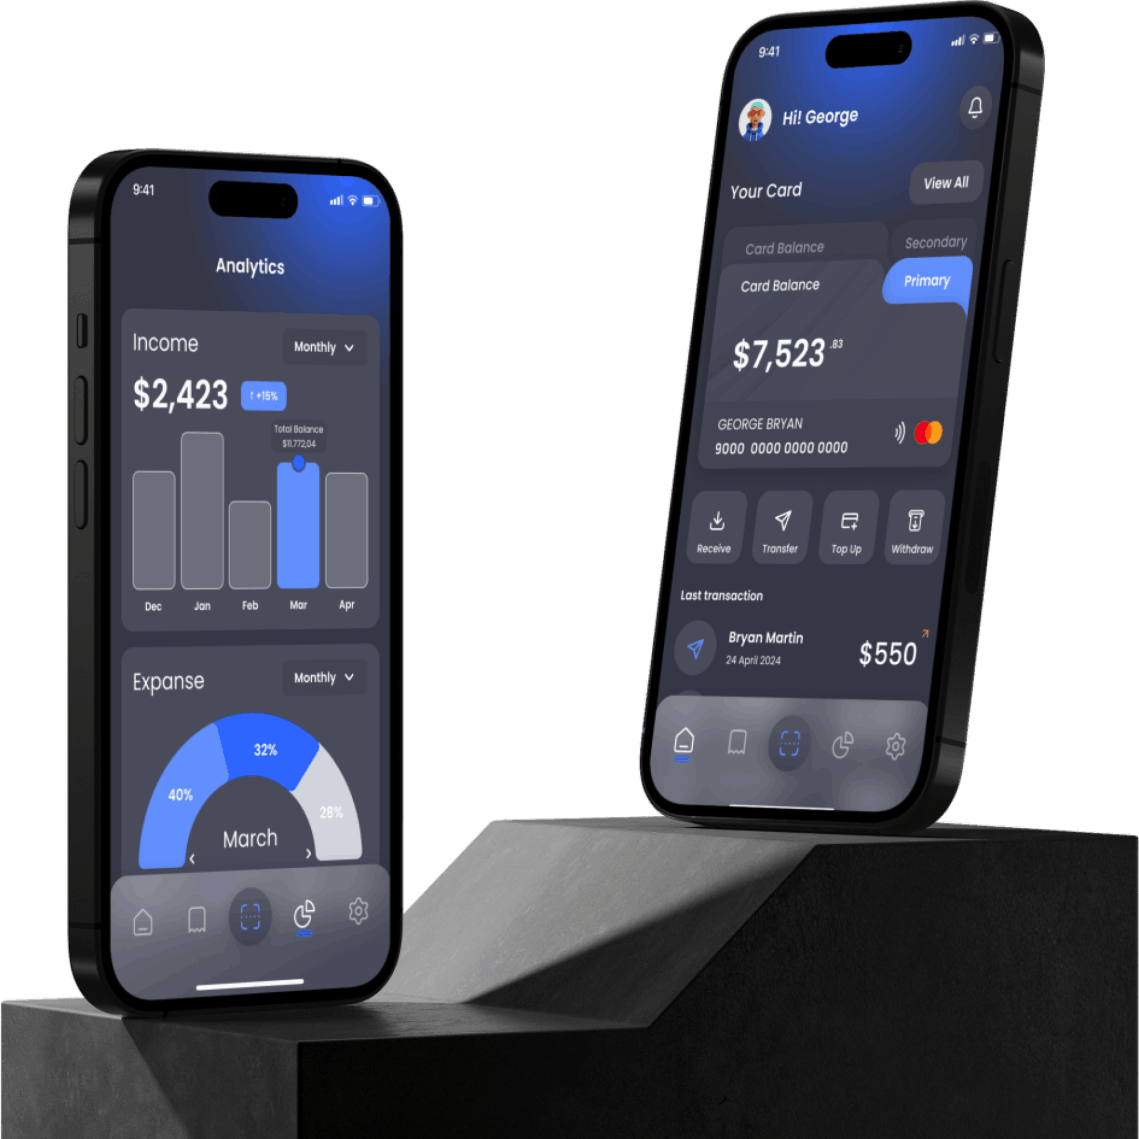 9:41
Analytics
Income
Monthly
$2,423
↑ +15%
Total Balance
$11.772,04
Dec Jan Feb Mar Apr
Expanse
Monthly
40%
32%
28%
March
9:41
Hi! George
Your Card
View All
Card Balance
Secondary
Card Balance
Primary
$7,523.83
GEORGE BRYAN
9000 0000 0000 0000
Receive Transfer Top Up Withdraw
Last transaction
Bryan Martin
24 April 2024
$550